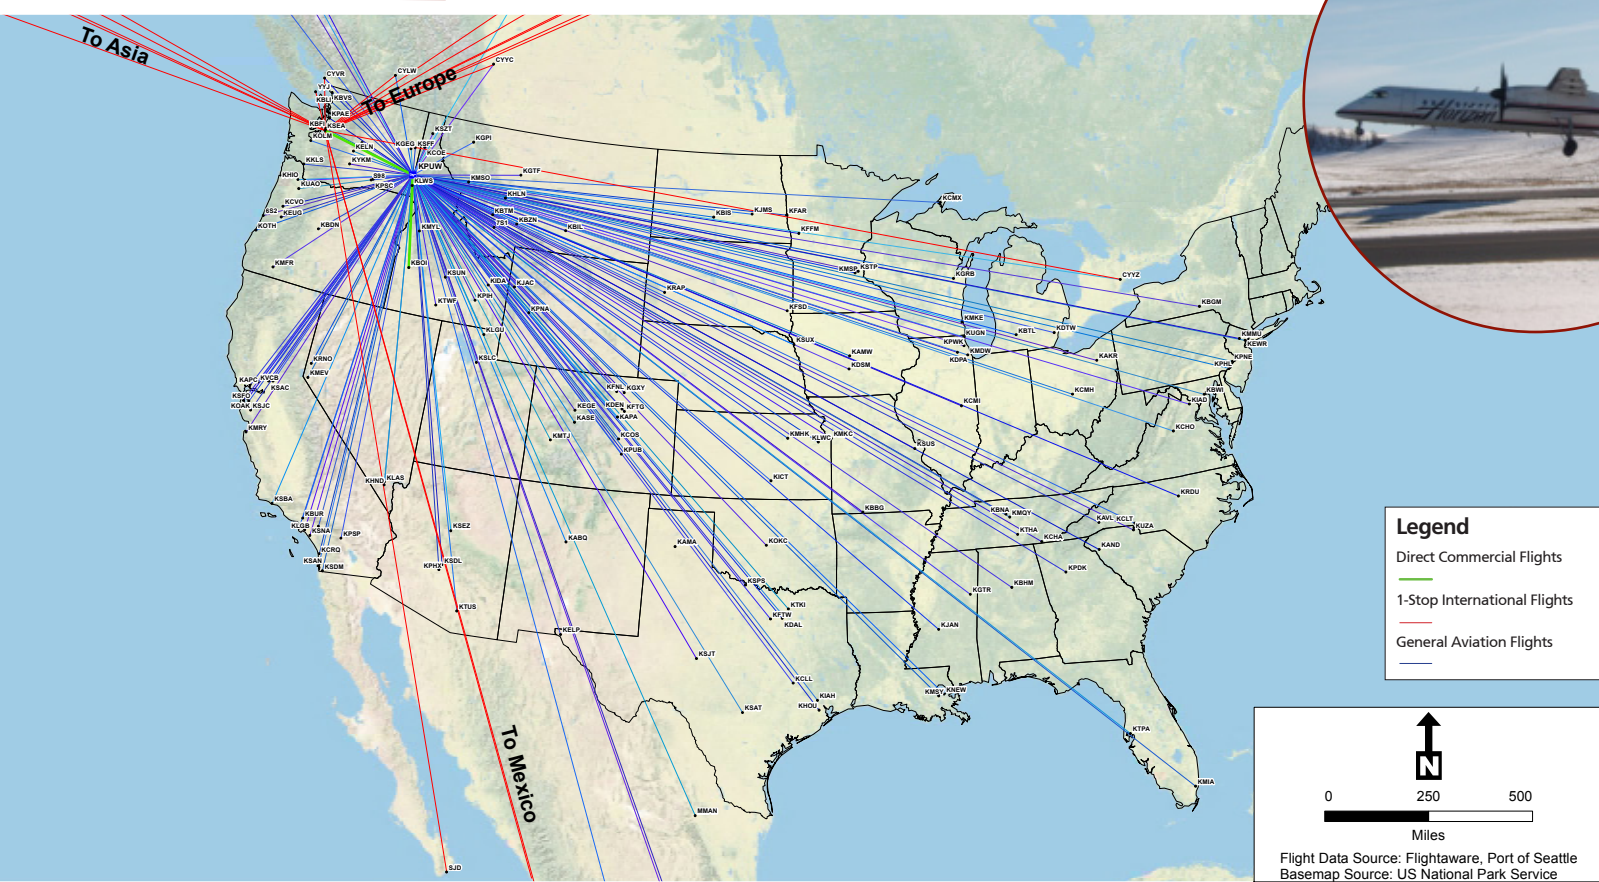 To Asia
To Europe
To Mexico
CYVR
CYLW
CYYC
YYJ
KBLI
KBVS
KPAE
KBFI
KSEA
KOLM
KELN
KGEG
KSFF
KSZT
KCOE
KGPI
KKLS
KYKM
KPUW
KHIO
S98
KPSC
KLWS
KMSO
KGTF
KUAO
KCVO
6S2
KEUG
KOTH
KBDN
KMYL
KHLN
KBTM
7S1
KBZN
KBIL
KBIS
KJMS
KFAR
KFFM
KCMX
KMFR
KBOI
KSUN
KIDA
KJAC
KTWF
KPIH
KPNA
KRAP
KMSP
KSTP
KGRB
CYYZ
KFSD
KBGM
KLGU
KSLC
KSUX
KAMW
KDSM
KMKE
KUGN
KPWK
KMDW
KDPA
KBTL
KDTW
KAKR
KMMU
KEWR
KPNE
KPHL
KRNO
KMEV
KAPC
KVCB
KSAC
KSFO
KOAK
KSJC
KMRY
KFNL
KGXY
KEGE
KDEN
KFTG
KASE
KAPA
KMTJ
KCOS
KPUB
KMHK
KLWC
KMKC
KCMI
KSUS
KCMH
KBWI
KIAD
KCHO
KSBA
KHND
KLAS
KICT
KBBG
KRDU
KBUR
KLGB
KSNA
KPSP
KSEZ
KABQ
KAMA
KOKC
KBNA
KMQY
KTHA
KCHA
KAVL
KCLT
KUZA
KAND
KCRQ
KSAN
KSDM
KPHX
KSDL
KTUS
KELP
KSPS
KTKI
KFTW
KDAL
KGTR
KBHM
KPDK
KJAN
KSJT
KCLL
KIAH
KHOU
KSAT
KMSY
KNEW
KTPA
KMIA
MMAN
SJD
Horizon
Legend
Direct Commercial Flights
1-Stop International Flights
General Aviation Flights
N
0 250 500
Miles
Flight Data Source: Flightaware, Port of Seattle
Basemap Source: US National Park Service